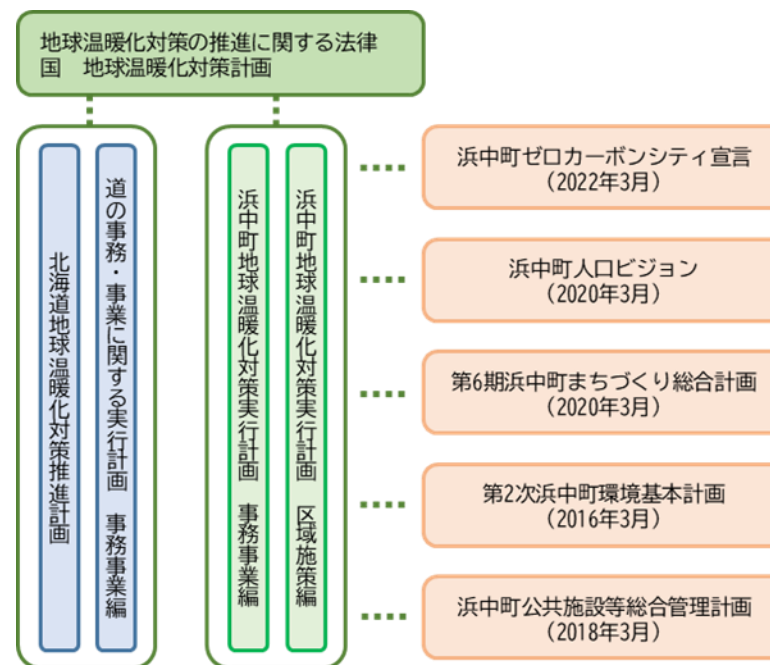 地球温暖化対策の推進に関する法律
国　地球温暖化対策計画
北海道地球温暖化対策推進計画
道の事務・事業に関する実行計画　事務事業編
浜中町地球温暖化対策実行計画　事務事業編
浜中町地球温暖化対策実行計画　区域施策編
浜中町ゼロカーボンシティ宣言
（2022年3月）
浜中町人口ビジョン
（2020年3月）
第6期浜中町まちづくり総合計画
（2020年3月）
第2次浜中町環境基本計画
（2016年3月）
浜中町公共施設等総合管理計画
（2018年3月）